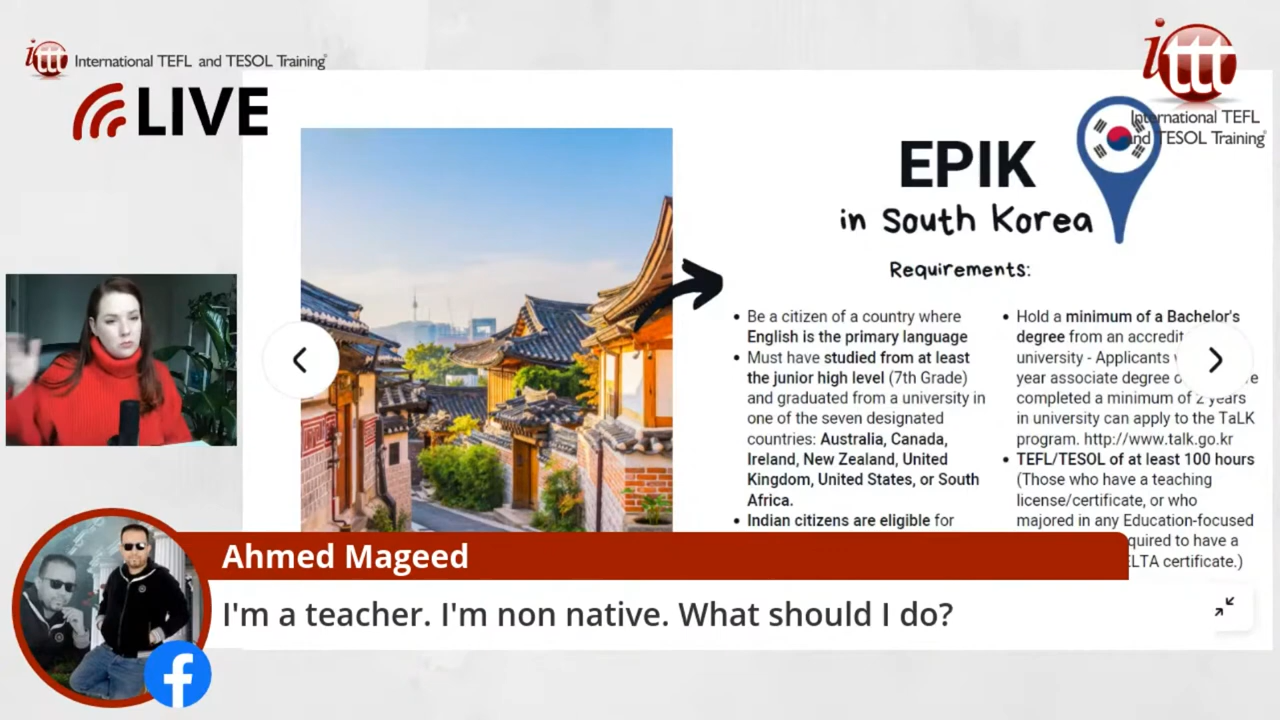 ittt International TEFL and TESOL Training
LIVE
ittt
International TEFL
and TESOL Training
EPIK
in South Korea
Requirements:
• Be a citizen of a country where
English is the primary language
• Must have studied from at least
the junior high level (7th Grade)
and graduated from a university in
one of the seven designated
countries: Australia, Canada,
Ireland, New Zealand, United
Kingdom, United States, or South
Africa.
• Indian citizens are eligible for
• Hold a minimum of a Bachelor's
degree from an accredit
university - Applicants
year associate degree
completed a minimum of 2 years
in university can apply to the TaLK
program. http://www.talk.go.kr
• TEFL/TESOL of at least 100 hours
(Those who have a teaching
license/certificate, or who
majored in any Education-focused
quired to have a
ELTA certificate.)
Ahmed Mageed
I'm a teacher. I'm non native. What should I do?